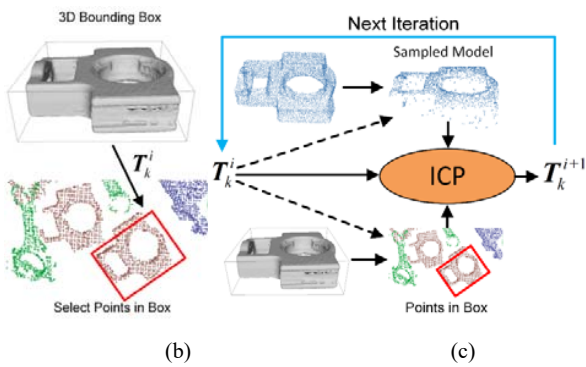 3D Bounding Box
T_k^i
Select Points in Box
(b)
Next Iteration
Sampled Model
T_k^i
ICP
T_k^{i+1}
Points in Box
(c)